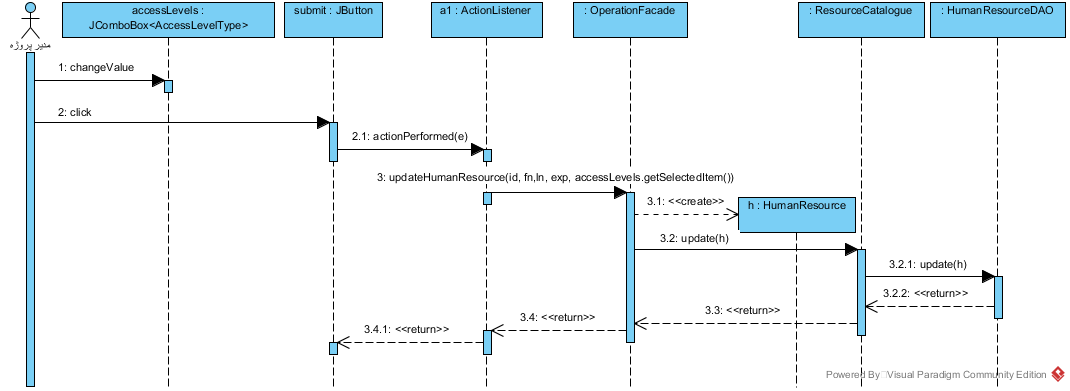 accessLevels :
JComboBox<AccessLevelType>
submit : JButton
a1 : ActionListener
: OperationFacade
: ResourceCatalogue
: HumanResourceDAO
مدیر پروژه
1: changeValue
2: click
2.1: actionPerformed(e)
3: updateHumanResource(id, fn,ln, exp, accessLevels.getSelectedItem())
3.1: <<create>>
h : HumanResource
3.2: update(h)
3.2.1: update(h)
3.2.2: <<return>>
3.3: <<return>>
3.4: <<return>>
3.4.1: <<return>>
Powered By Visual Paradigm Community Edition